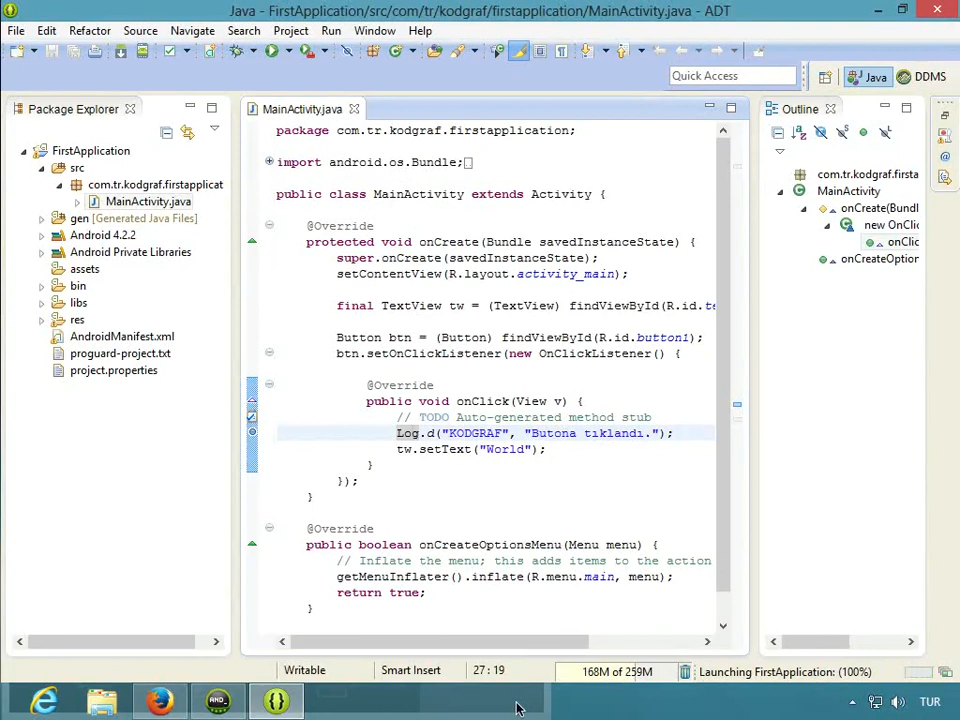 Java - FirstApplication/src/com/tr/kodgraf/firstapplication/MainActivity.java - ADT
File Edit Refactor Source Navigate Search Project Run Window Help
Quick Access
Java
DDMS
Package Explorer
MainActivity.java
Outline
FirstApplication
src
com.tr.kodgraf.firstapplicat
MainActivity.java
gen [Generated Java Files]
Android 4.2.2
Android Private Libraries
assets
bin
libs
res
AndroidManifest.xml
proguard-project.txt
project.properties
package com.tr.kodgraf.firstapplication;
import android.os.Bundle;
public class MainActivity extends Activity {
@Override
protected void onCreate(Bundle savedInstanceState) {
super.onCreate(savedInstanceState);
setContentView(R.layout.activity_main);
final TextView tw = (TextView) findViewById(R.id.te
Button btn = (Button) findViewById(R.id.button1);
btn.setOnClickListener(new OnClickListener() {
@Override
public void onClick(View v) {
// TODO Auto-generated method stub
Log.d("KODGRAF", "Butona tıklandı.");
tw.setText("World");
}
});
}
@Override
public boolean onCreateOptionsMenu(Menu menu) {
// Inflate the menu; this adds items to the action
getMenuInflater().inflate(R.menu.main, menu);
return true;
}
com.tr.kodgraf.firsta
MainActivity
onCreate(Bundl
new OnCli
onClic
onCreateOption
Writable
Smart Insert
27 : 19
168M of 259M
Launching FirstApplication: (100%)
AND_
TUR